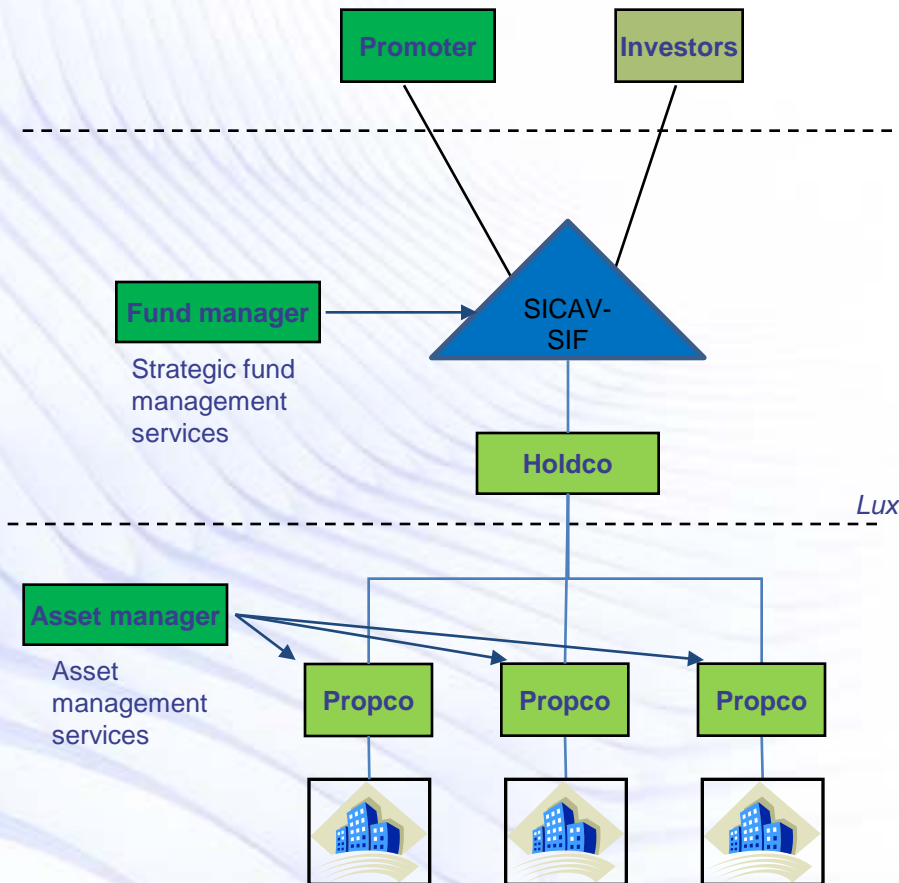 Promoter
Investors
SICAV-
SIF
Fund manager
Strategic fund
management
services
Holdco
Lux
Asset manager
Asset
management
services
Propco
Propco
Propco